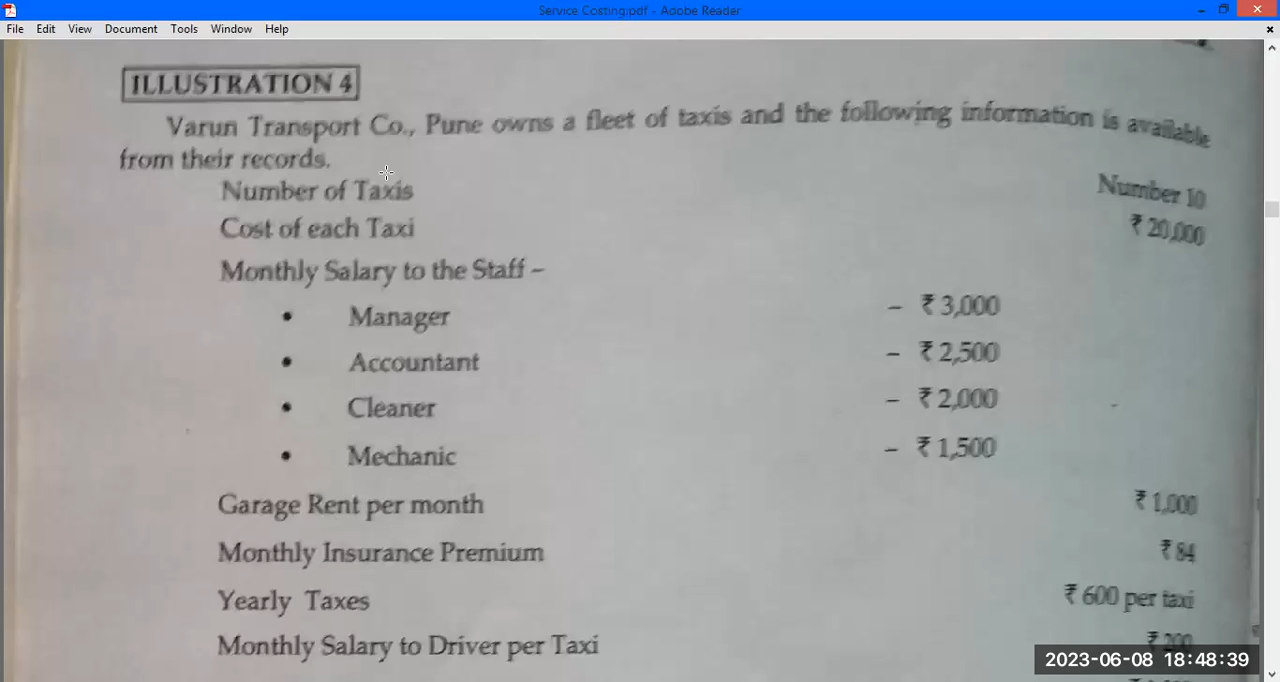 Service Costing.pdf - Adobe Reader
File Edit View Document Tools Window Help
ILLUSTRATION 4
Varun Transport Co., Pune owns a fleet of taxis and the following information is available
from their records.
Number of Taxis Number 10
Cost of each Taxi ₹ 20,000
Monthly Salary to the Staff –
• Manager – ₹ 3,000
• Accountant – ₹ 2,500
• Cleaner – ₹ 2,000
• Mechanic – ₹ 1,500
Garage Rent per month ₹ 1,000
Monthly Insurance Premium ₹ 84
Yearly Taxes ₹ 600 per taxi
Monthly Salary to Driver per Taxi ₹ 200
2023-06-08 18:48:39